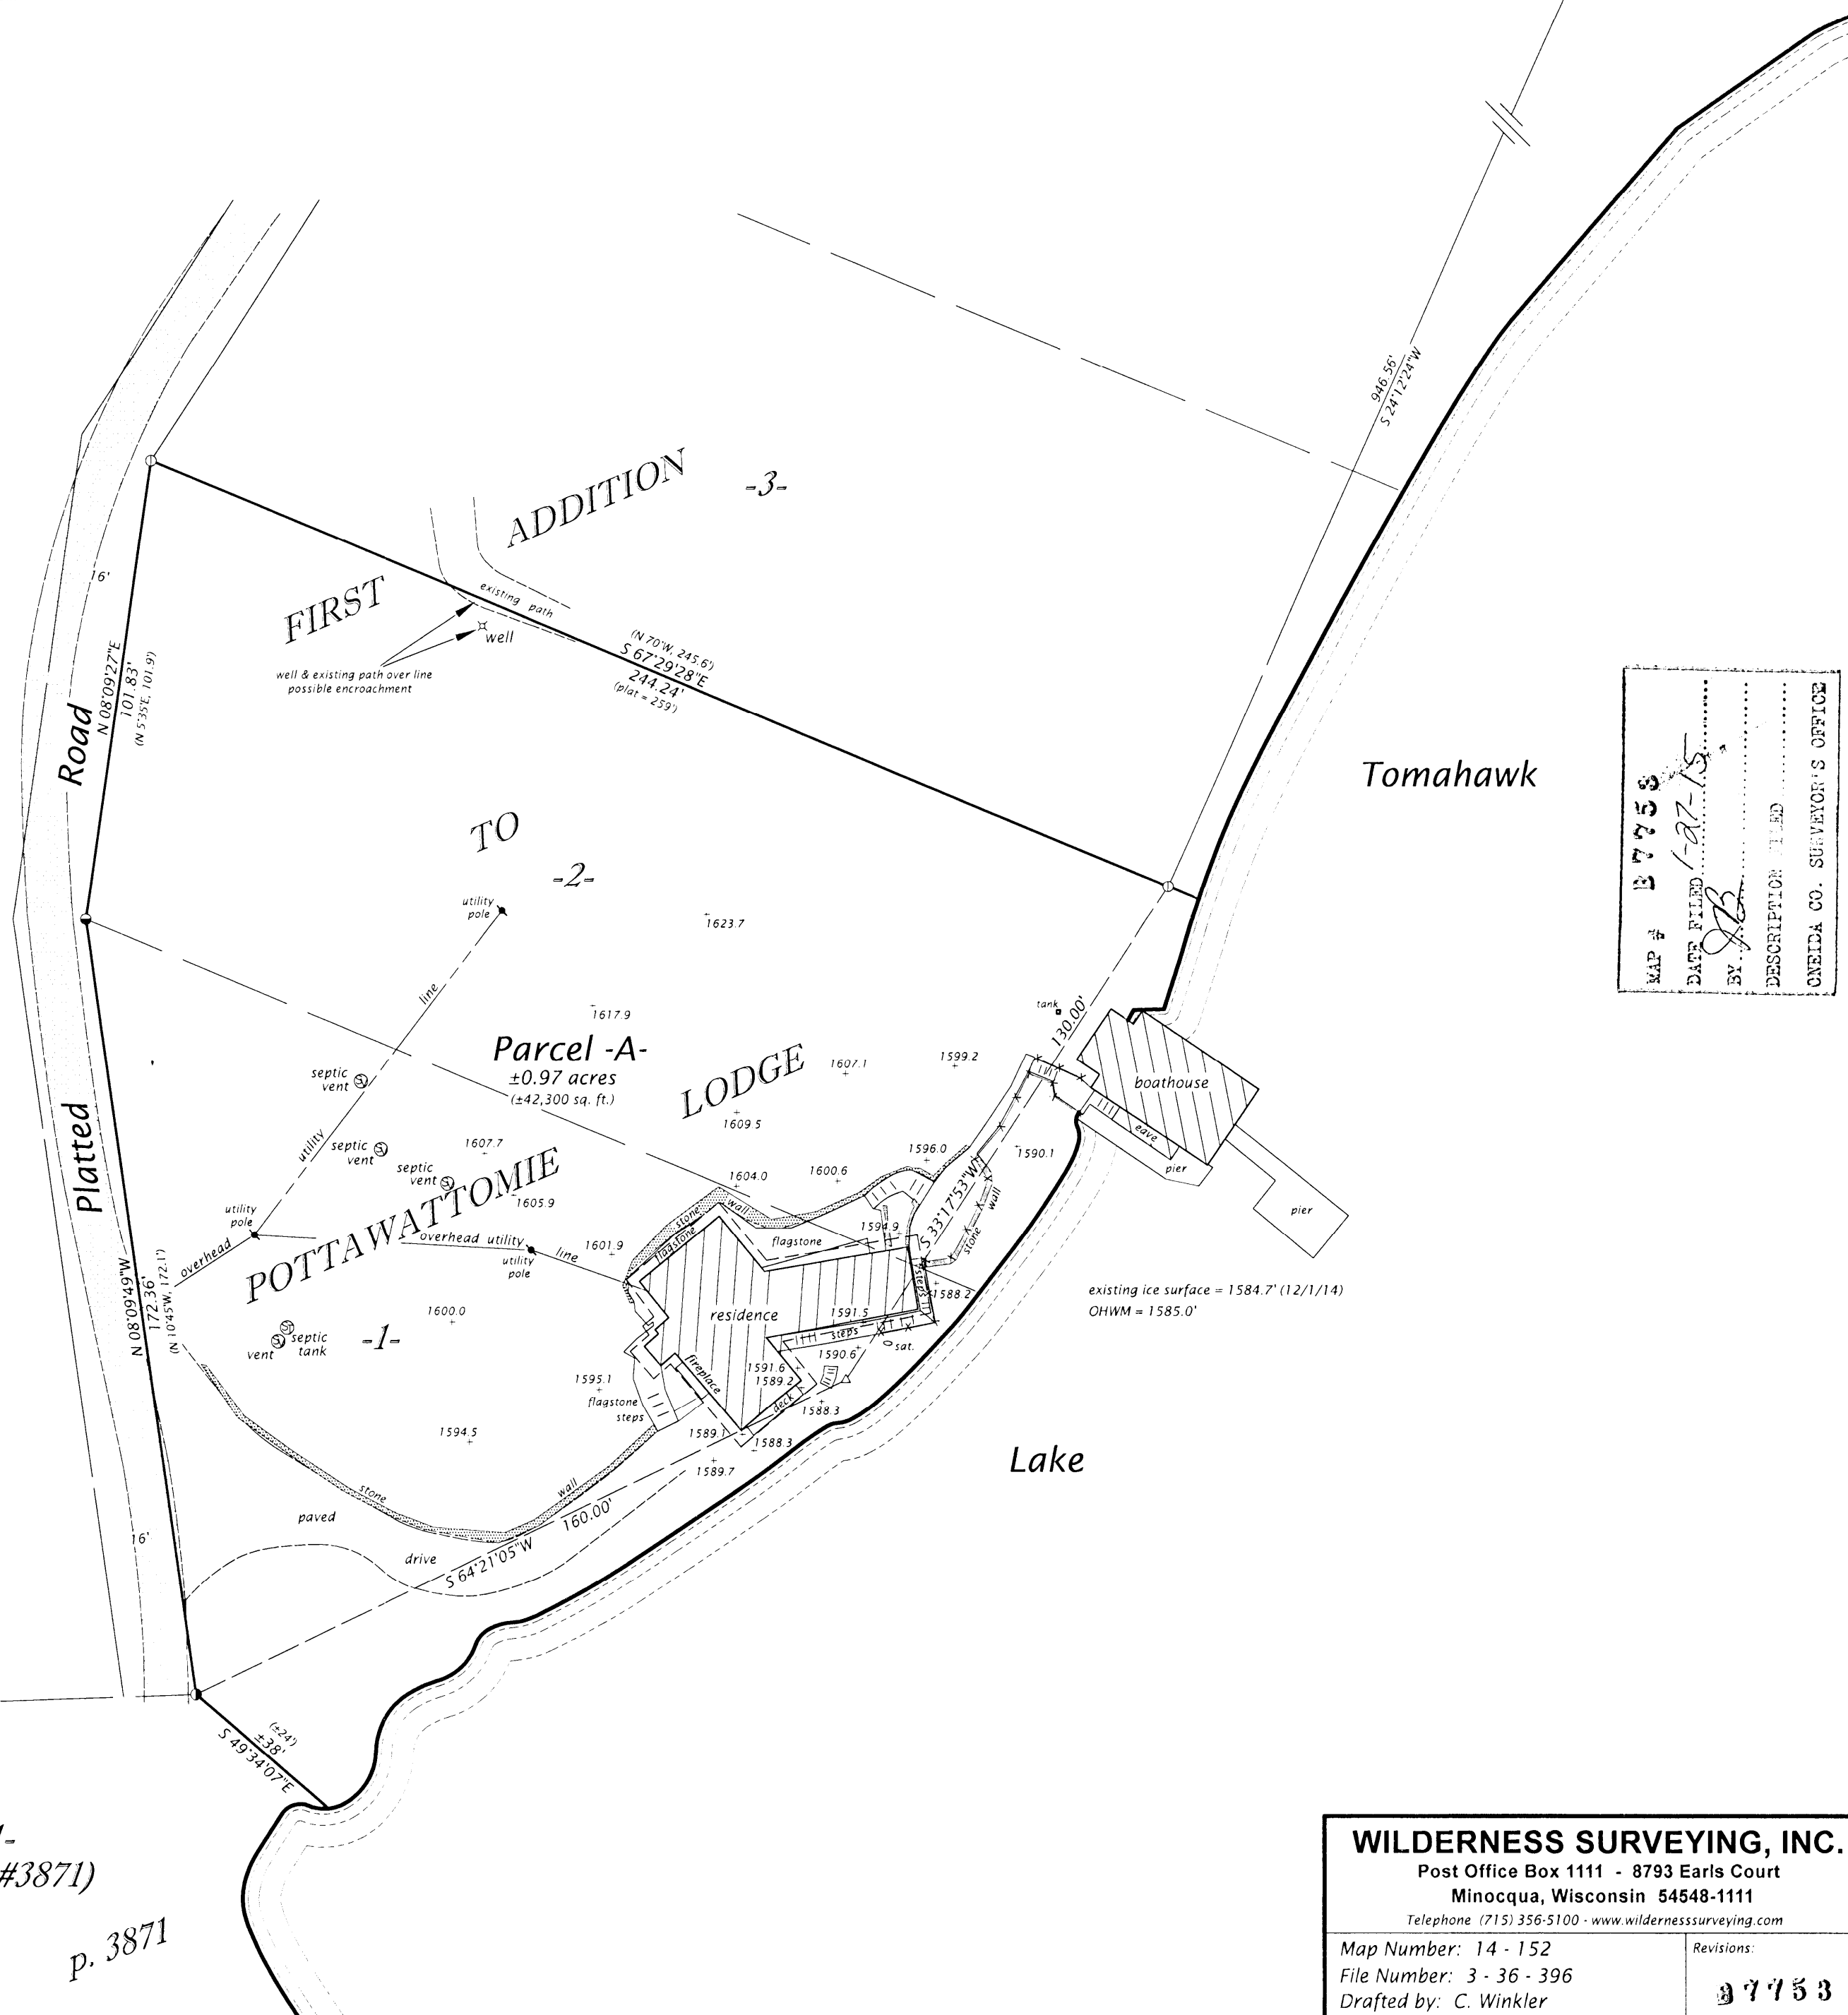 946.56'
S 24°12'24"W
ADDITION
-3-
FIRST
16'
existing path
well
well & existing path over line
possible encroachment
(N 70°W, 245.6')
S 67°29'28"E
244.24'
(plat = 259')
N 08°09'27"E
101.83'
(N 5°35'E, 101.9')
Road
Tomahawk
MAP # B7753
DATE FILED 1-27-15
BY
DESCRIPTION FILED
ONEIDA CO. SURVEYOR'S OFFICE
TO
-2-
utility
pole
1623.7
line
1617.9
tank
130.00'
Parcel -A-
±0.97 acres
(±42,300 sq. ft.)
LODGE
1607.1
1599.2
boathouse
septic
vent
1609.5
eave
pier
Platted
utility
septic
vent
1607.7
septic
vent
1596.0
1590.1
1604.0
1600.6
pier
POTTAWATTOMIE
1605.9
stone
wall
S 33°17'53"W
wall
stone
utility
pole
1594.9
overhead
overhead utility
line
1601.9
flagstone
flagstone
utility
pole
steps
existing ice surface = 1584.7' (12/1/14)
OHWM = 1585.0'
1588.2
N 08°09'49"W
172.36'
(N 10°45'W, 172.1')
1600.0
residence
1591.5
steps
septic
tank
vent
-1-
1590.6
sat.
fireplace
1591.6
1589.2
1595.1
flagstone
steps
deck
1588.3
1594.5
1589.1
1588.3
1589.7
Lake
stone
wall
paved
160.00'
16'
drive
S 64°21'05"W
(±24')
±38'
S 49°34'07"E
#3871)
p. 3871
WILDERNESS SURVEYING, INC.
Post Office Box 1111 - 8793 Earls Court
Minocqua, Wisconsin 54548-1111
Telephone (715) 356-5100 - www.wildernesssurveying.com
Map Number: 14 - 152
File Number: 3 - 36 - 396
Drafted by: C. Winkler
Revisions:
B7753